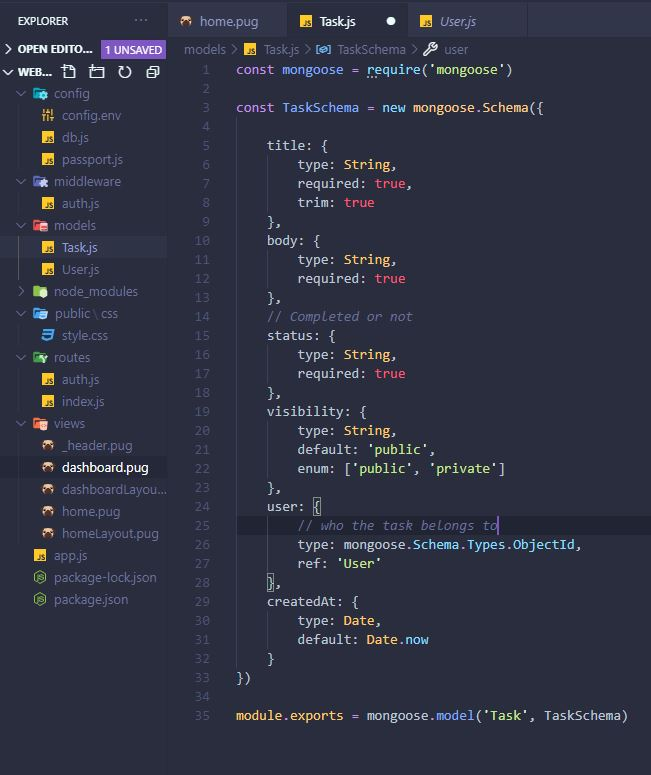 EXPLORER
OPEN EDITO... 1 UNSAVED
WEB...
config
config.env
db.js
passport.js
middleware
auth.js
models
Task.js
User.js
node_modules
public \ css
style.css
routes
auth.js
index.js
views
_header.pug
dashboard.pug
dashboardLayou...
home.pug
homeLayout.pug
app.js
package-lock.json
package.json
home.pug Task.js User.js
models > Task.js > TaskSchema > user
1 const mongoose = require('mongoose')
2
3 const TaskSchema = new mongoose.Schema({
4
5 title: {
6 type: String,
7 required: true,
8 trim: true
9 },
10 body: {
11 type: String,
12 required: true
13 },
14 // Completed or not
15 status: {
16 type: String,
17 required: true
18 },
19 visibility: {
20 type: String,
21 default: 'public',
22 enum: ['public', 'private']
23 },
24 user: {
25 // who the task belongs to
26 type: mongoose.Schema.Types.ObjectId,
27 ref: 'User'
28 },
29 createdAt: {
30 type: Date,
31 default: Date.now
32 }
33 })
34
35 module.exports = mongoose.model('Task', TaskSchema)